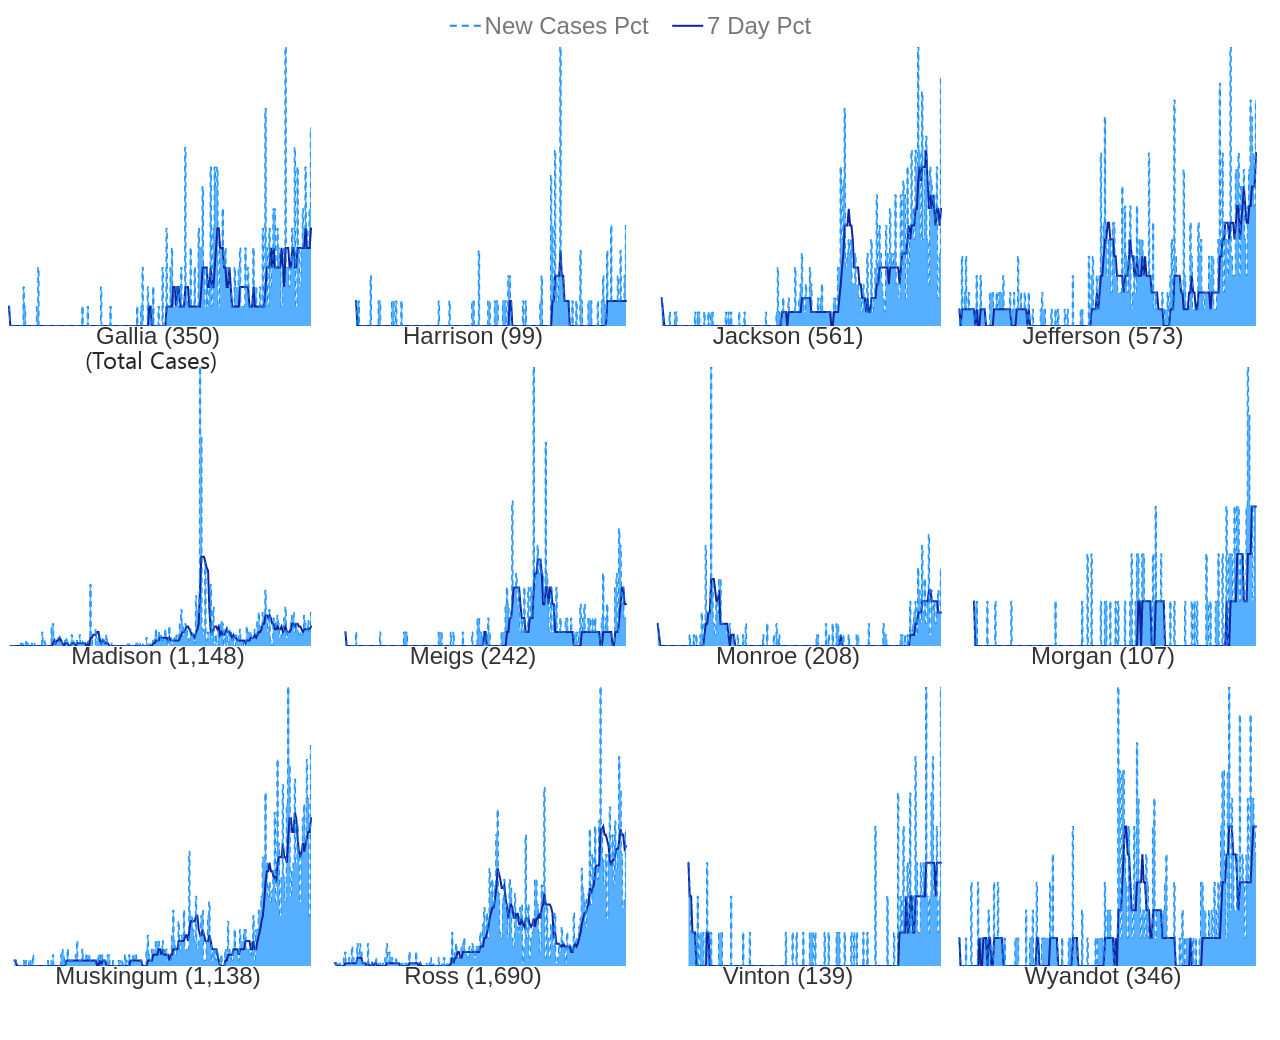 New Cases Pct 7 Day Pct
Gallia (350) Harrison (99) Jackson (561) Jefferson (573)
(Total Cases)
Madison (1,148) Meigs (242) Monroe (208) Morgan (107)
Muskingum (1,138) Ross (1,690) Vinton (139) Wyandot (346)